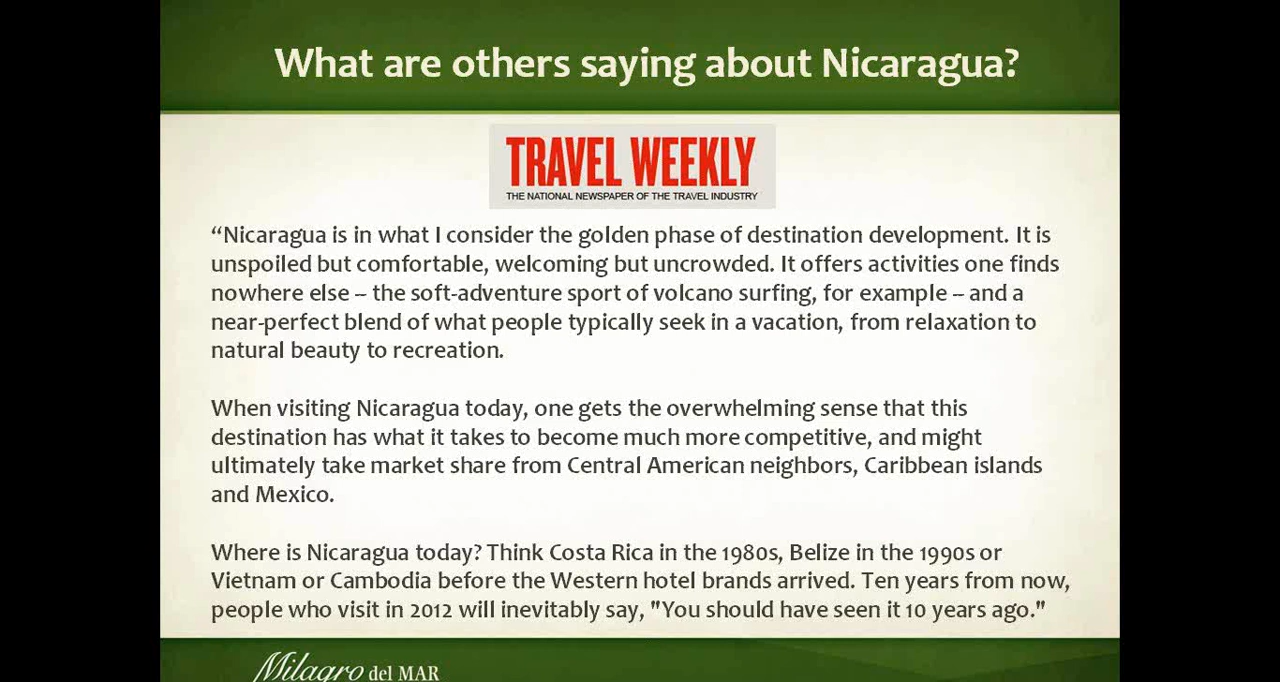 What are others saying about Nicaragua?
TRAVEL WEEKLY
THE NATIONAL NEWSPAPER OF THE TRAVEL INDUSTRY
“Nicaragua is in what I consider the golden phase of destination development. It is
unspoiled but comfortable, welcoming but uncrowded. It offers activities one finds
nowhere else – the soft-adventure sport of volcano surfing, for example – and a
near-perfect blend of what people typically seek in a vacation, from relaxation to
natural beauty to recreation.
When visiting Nicaragua today, one gets the overwhelming sense that this
destination has what it takes to become much more competitive, and might
ultimately take market share from Central American neighbors, Caribbean islands
and Mexico.
Where is Nicaragua today? Think Costa Rica in the 1980s, Belize in the 1990s or
Vietnam or Cambodia before the Western hotel brands arrived. Ten years from now,
people who visit in 2012 will inevitably say, "You should have seen it 10 years ago."
Milagro del MAR